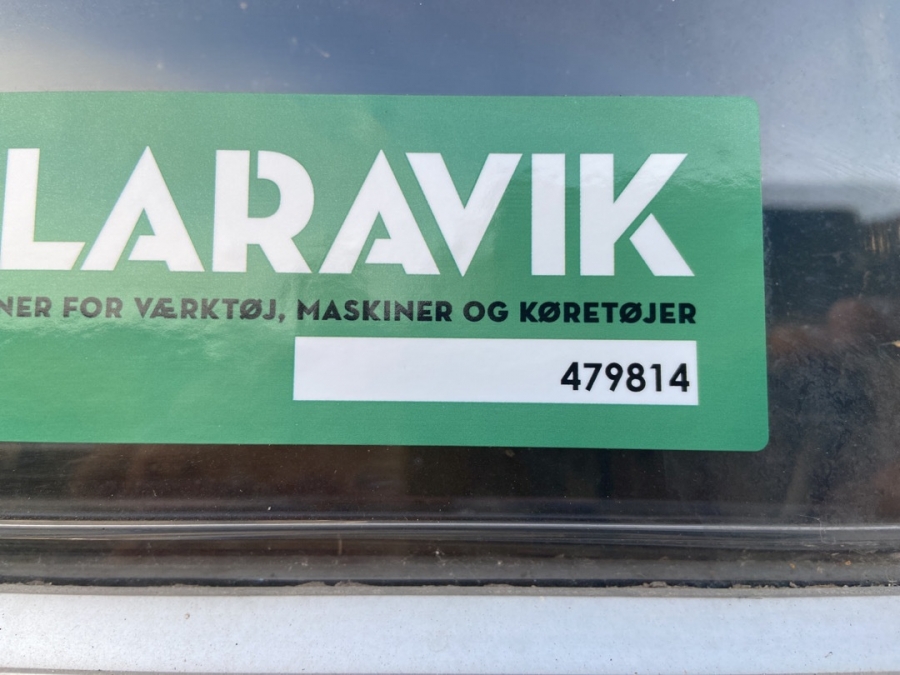 LARAVIK
NER FOR VÆRKTØJ, MASKINER OG KØRETØJER
479814